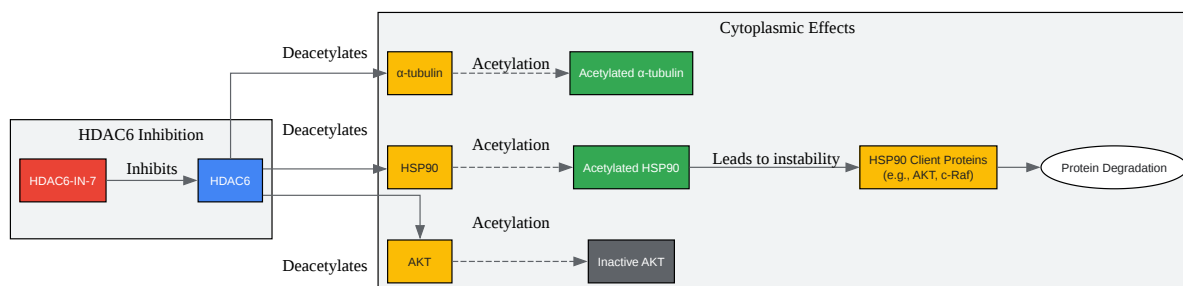 Cytoplasmic Effects
Deacetylates
α-tubulin
Acetylation
Acetylated α-tubulin
HDAC6 Inhibition
HDAC6-IN-7
Inhibits
HDAC6
Deacetylates
HSP90
Acetylation
Acetylated HSP90
Leads to instability
HSP90 Client Proteins
(e.g., AKT, c-Raf)
Protein Degradation
Deacetylates
AKT
Acetylation
Inactive AKT